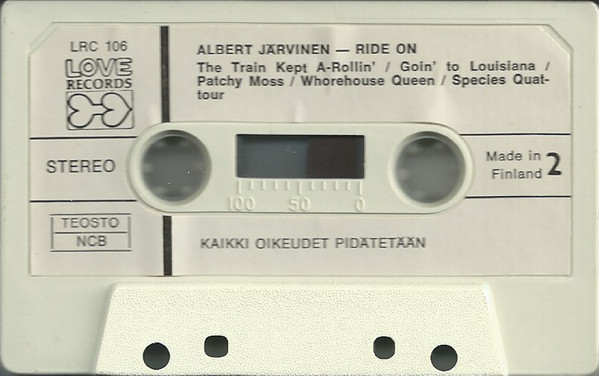 LRC 106
LOVE
RECORDS
ALBERT JÄRVINEN — RIDE ON
The Train Kept A-Rollin' / Goin' to Louisiana /
Patchy Moss / Whorehouse Queen / Species Quat-
tour
STEREO
100 50 0
Made in
Finland 2
TEOSTO
NCB
KAIKKI OIKEUDET PIDÄTETÄÄN